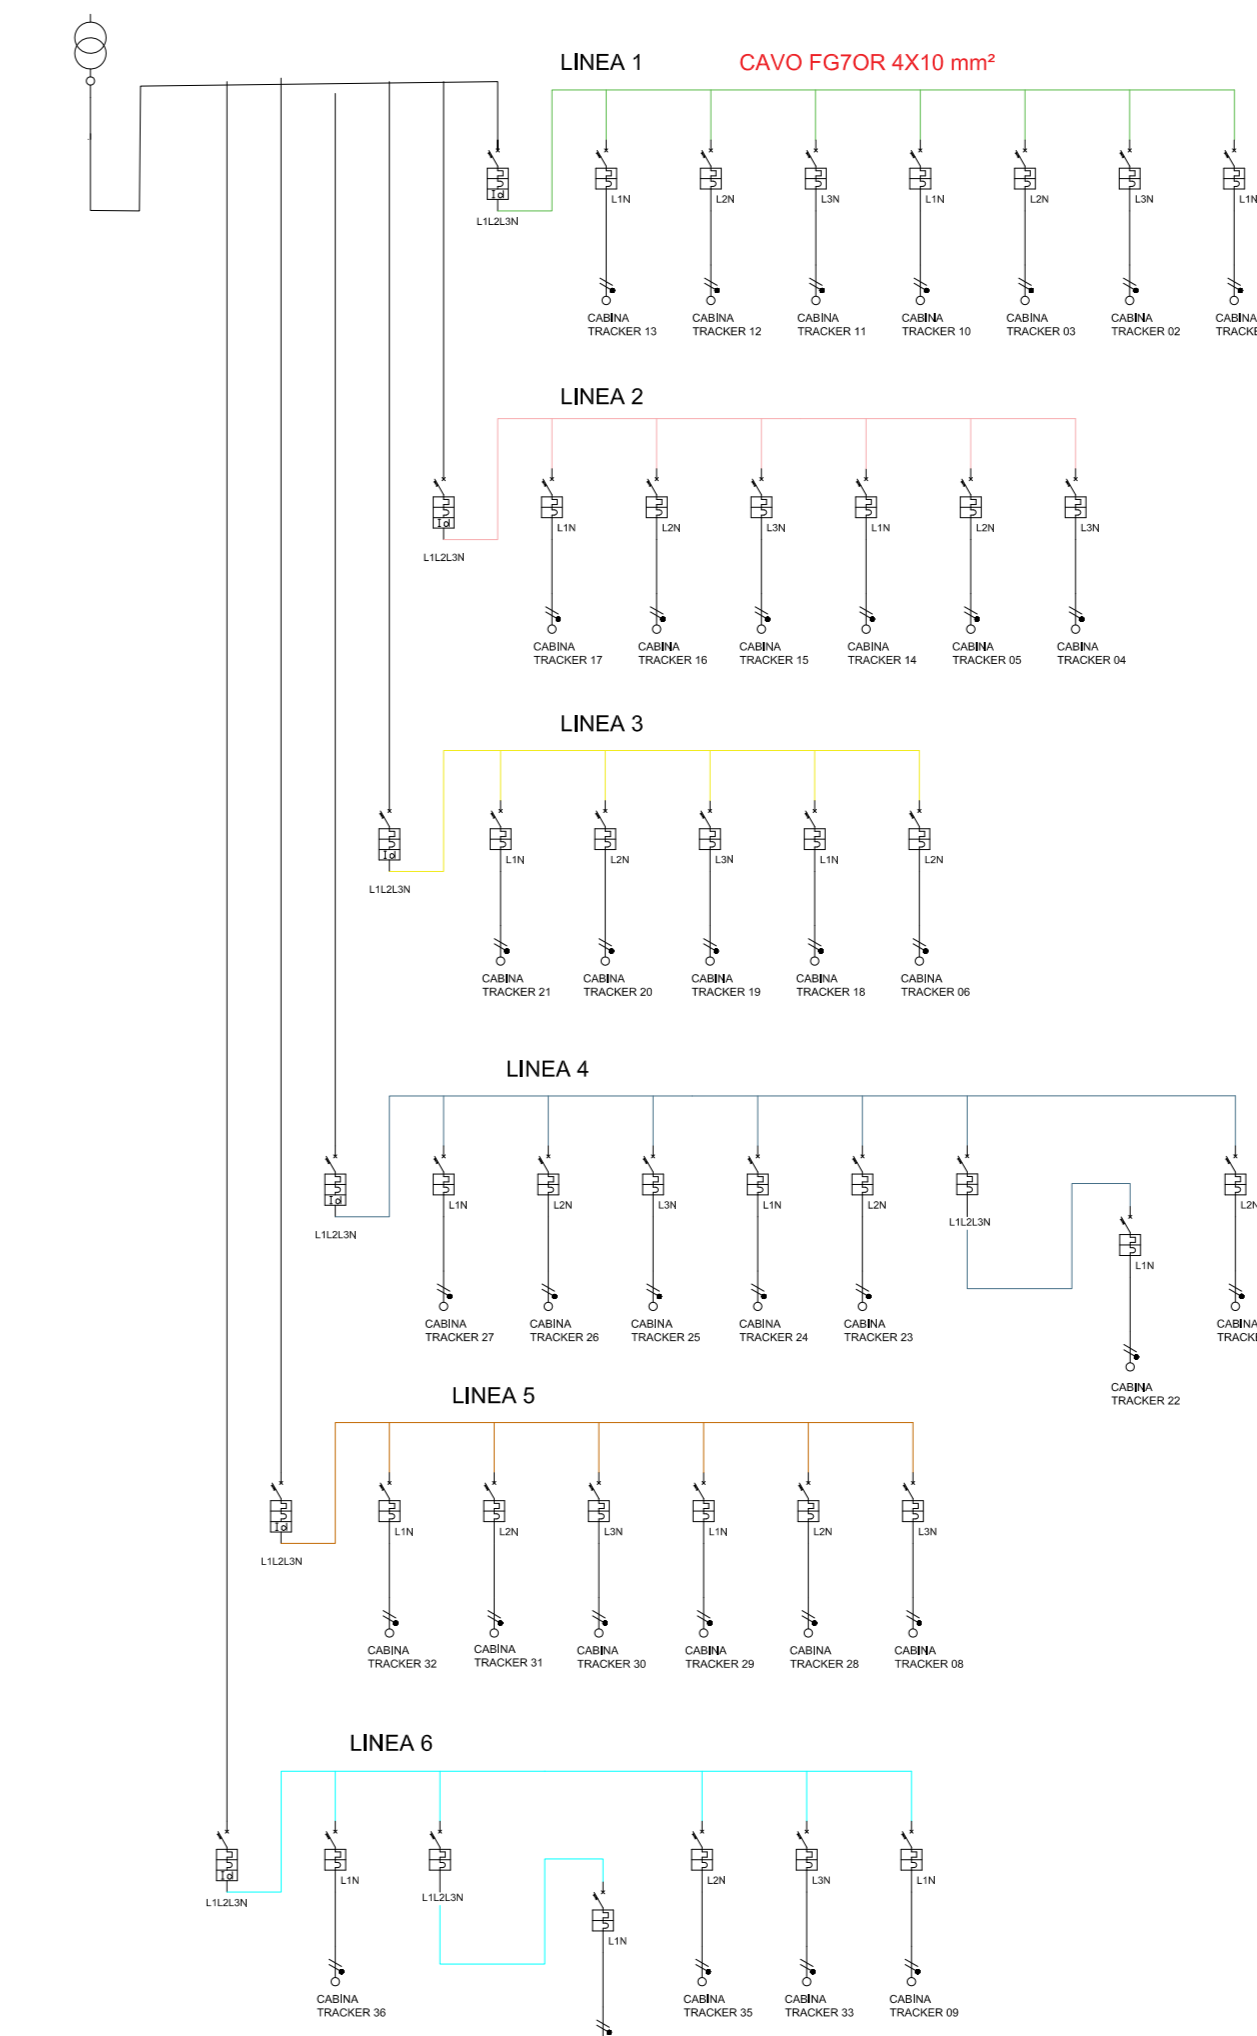 LINEA 1
CAVO FG7OR 4X10 mm²
Id
L1L2L3N
L1N
L2N
L3N
L1N
L2N
L3N
L1N
CABINA
TRACKER 13
CABINA
TRACKER 12
CABINA
TRACKER 11
CABINA
TRACKER 10
CABINA
TRACKER 03
CABINA
TRACKER 02
CABINA
LINEA 2
Id
L1L2L3N
L1N
L2N
L3N
L1N
L2N
L3N
CABINA
TRACKER 17
CABINA
TRACKER 16
CABINA
TRACKER 15
CABINA
TRACKER 14
CABINA
TRACKER 05
CABINA
TRACKER 04
LINEA 3
Id
L1L2L3N
L1N
L2N
L3N
L1N
L2N
CABINA
TRACKER 21
CABINA
TRACKER 20
CABINA
TRACKER 19
CABINA
TRACKER 18
CABINA
TRACKER 06
LINEA 4
Id
L1L2L3N
L1N
L2N
L3N
L1N
L2N
L1L2L3N
L1N
L2N
CABINA
TRACKER 27
CABINA
TRACKER 26
CABINA
TRACKER 25
CABINA
TRACKER 24
CABINA
TRACKER 23
CABINA
TRACKER 22
CABINA
LINEA 5
Id
L1L2L3N
L1N
L2N
L3N
L1N
L2N
L3N
CABINA
TRACKER 32
CABINA
TRACKER 31
CABINA
TRACKER 30
CABINA
TRACKER 29
CABINA
TRACKER 28
CABINA
TRACKER 08
LINEA 6
Id
L1L2L3N
L1N
L1L2L3N
L1N
L2N
L3N
L1N
CABINA
TRACKER 36
CABINA
TRACKER 35
CABINA
TRACKER 33
CABINA
TRACKER 09